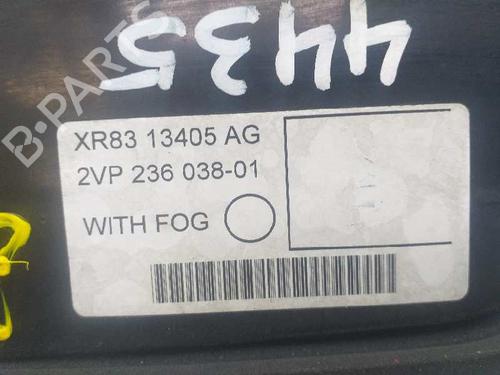 4435
B-PARTS
XR83 13405 AG
2VP 236 038-01
WITH FOG